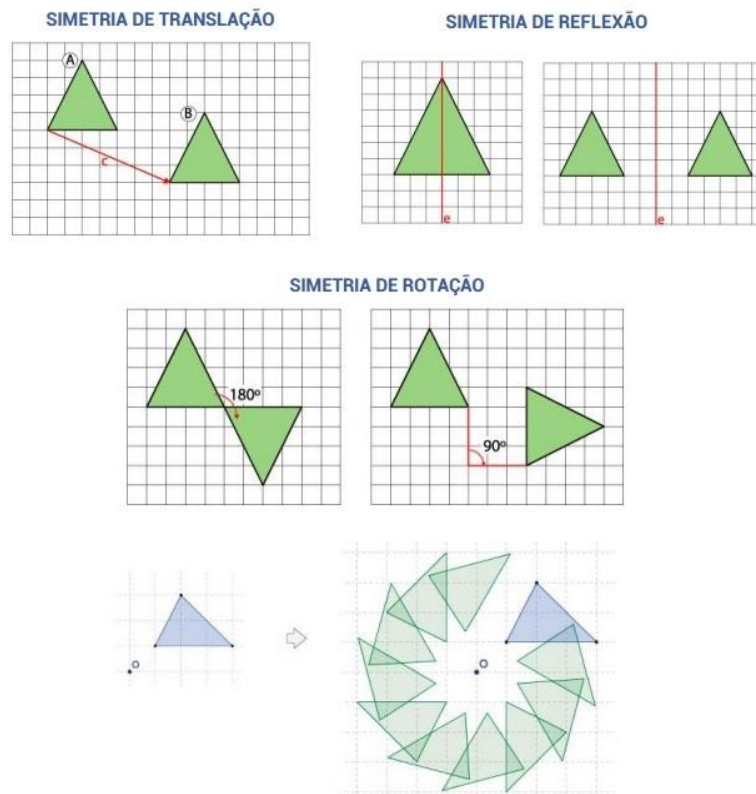 SIMETRIA DE TRANSLAÇÃO
A
B
c
SIMETRIA DE REFLEXÃO
e
e
SIMETRIA DE ROTAÇÃO
180º
90º
O
O